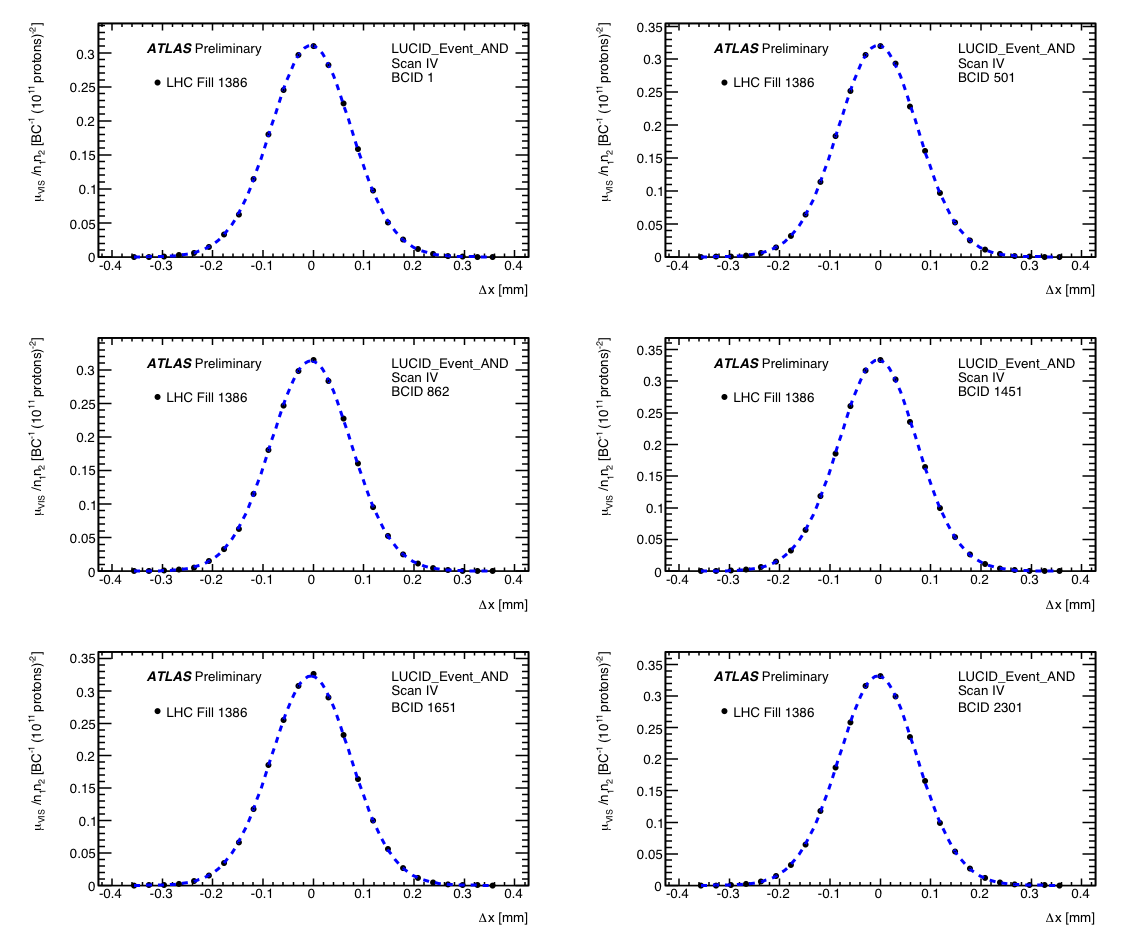 μVIS /n1n2 [BC-1 (1011 protons)-2]
0.3
0.25
0.2
0.15
0.1
0.05
0
ATLAS Preliminary
LHC Fill 1386
LUCID_Event_AND
Scan IV
BCID 1
-0.4 -0.3 -0.2 -0.1 0 0.1 0.2 0.3 0.4
Δx [mm]
μVIS /n1n2 [BC-1 (1011 protons)-2]
0.35
0.3
0.25
0.2
0.15
0.1
0.05
0
ATLAS Preliminary
LHC Fill 1386
LUCID_Event_AND
Scan IV
BCID 501
-0.4 -0.3 -0.2 -0.1 0 0.1 0.2 0.3 0.4
Δx [mm]
μVIS /n1n2 [BC-1 (1011 protons)-2]
0.3
0.25
0.2
0.15
0.1
0.05
0
ATLAS Preliminary
LHC Fill 1386
LUCID_Event_AND
Scan IV
BCID 862
-0.4 -0.3 -0.2 -0.1 0 0.1 0.2 0.3 0.4
Δx [mm]
μVIS /n1n2 [BC-1 (1011 protons)-2]
0.35
0.3
0.25
0.2
0.15
0.1
0.05
0
ATLAS Preliminary
LHC Fill 1386
LUCID_Event_AND
Scan IV
BCID 1451
-0.4 -0.3 -0.2 -0.1 0 0.1 0.2 0.3 0.4
Δx [mm]
μVIS /n1n2 [BC-1 (1011 protons)-2]
0.35
0.3
0.25
0.2
0.15
0.1
0.05
0
ATLAS Preliminary
LHC Fill 1386
LUCID_Event_AND
Scan IV
BCID 1651
-0.4 -0.3 -0.2 -0.1 0 0.1 0.2 0.3 0.4
Δx [mm]
μVIS /n1n2 [BC-1 (1011 protons)-2]
0.35
0.3
0.25
0.2
0.15
0.1
0.05
0
ATLAS Preliminary
LHC Fill 1386
LUCID_Event_AND
Scan IV
BCID 2301
-0.4 -0.3 -0.2 -0.1 0 0.1 0.2 0.3 0.4
Δx [mm]